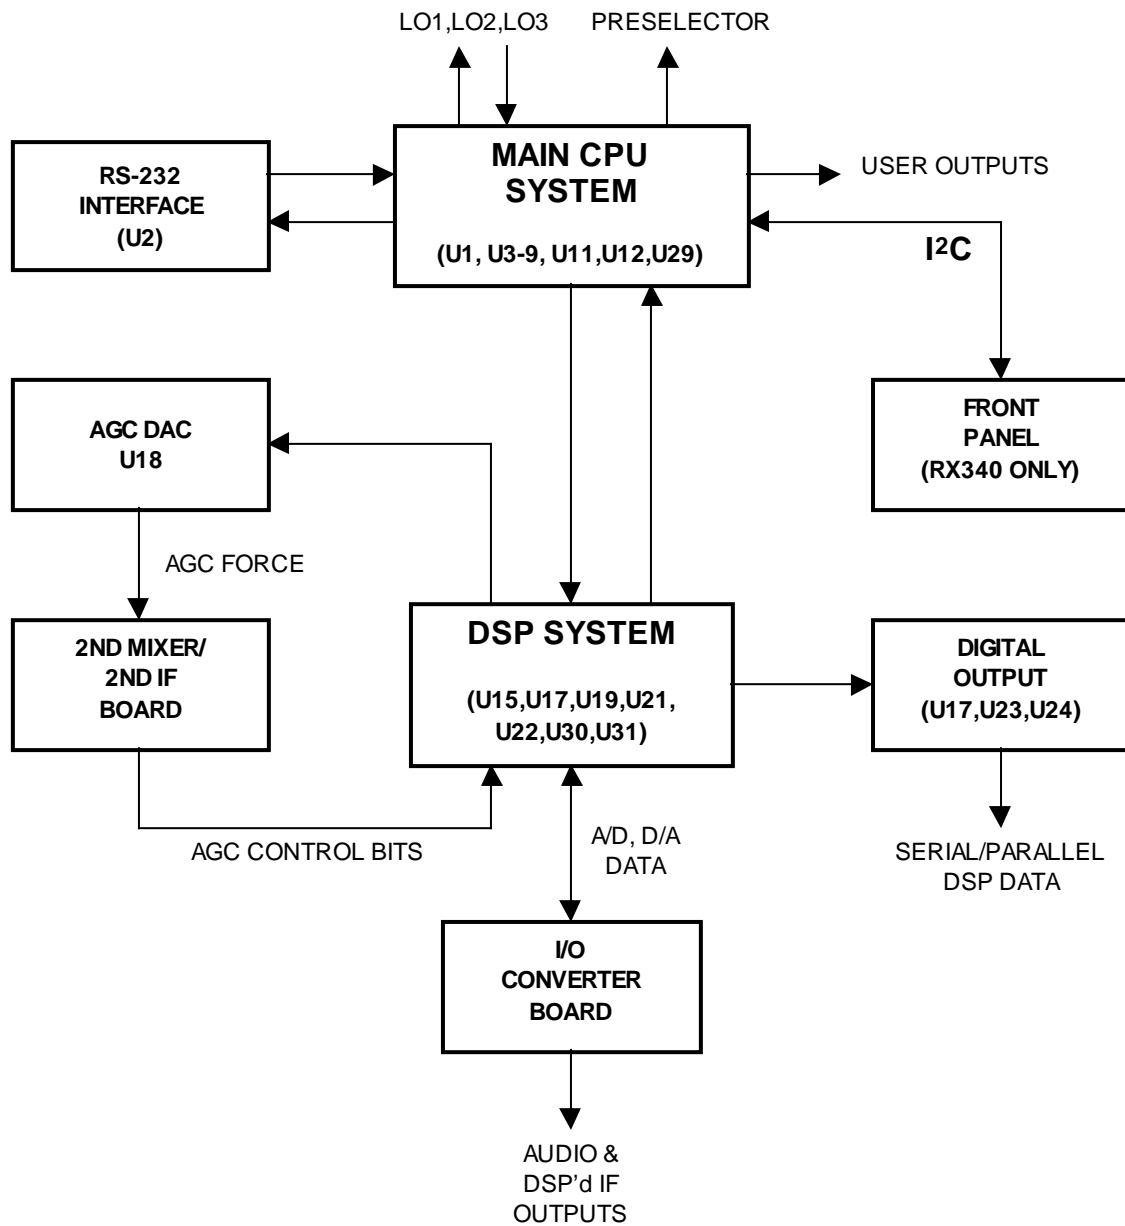 LO1,LO2,LO3
PRESELECTOR
MAIN CPU
SYSTEM
(U1, U3-9, U11,U12,U29)
RS-232
INTERFACE
(U2)
USER OUTPUTS
I²C
AGC DAC
U18
FRONT
PANEL
(RX340 ONLY)
AGC FORCE
2ND MIXER/
2ND IF
BOARD
DSP SYSTEM
(U15,U17,U19,U21,
U22,U30,U31)
DIGITAL
OUTPUT
(U17,U23,U24)
AGC CONTROL BITS
A/D, D/A
DATA
SERIAL/PARALLEL
DSP DATA
I/O
CONVERTER
BOARD
AUDIO &
DSP’d IF
OUTPUTS